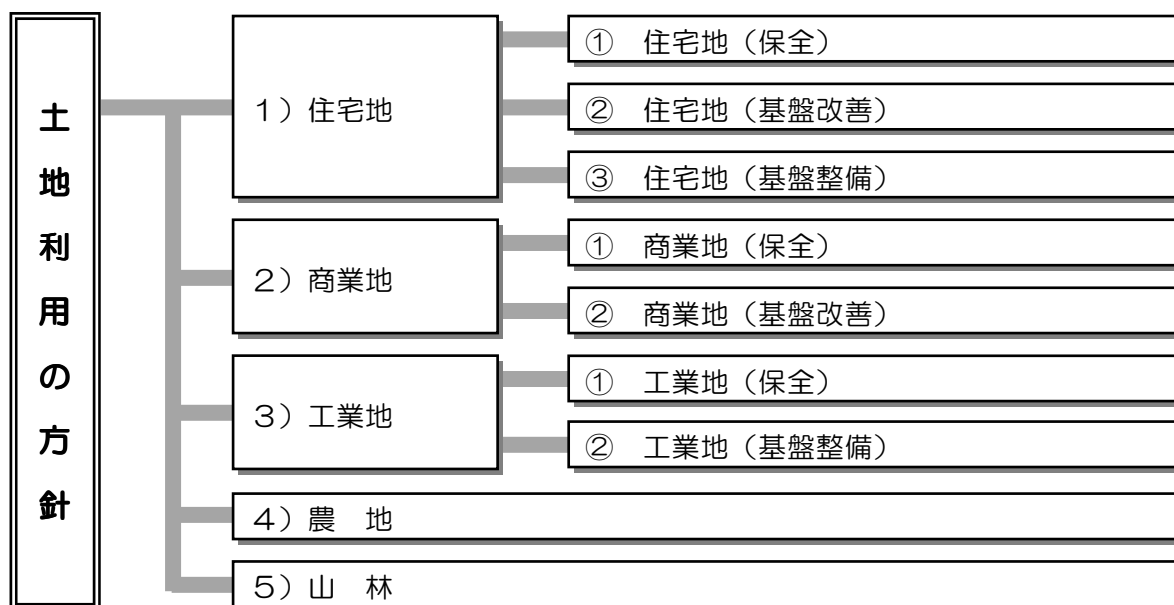 土地利用の方針
１）住宅地
①　住宅地（保全）
②　住宅地（基盤改善）
③　住宅地（基盤整備）
２）商業地
①　商業地（保全）
②　商業地（基盤改善）
３）工業地
①　工業地（保全）
②　工業地（基盤整備）
４）農　地
５）山　林